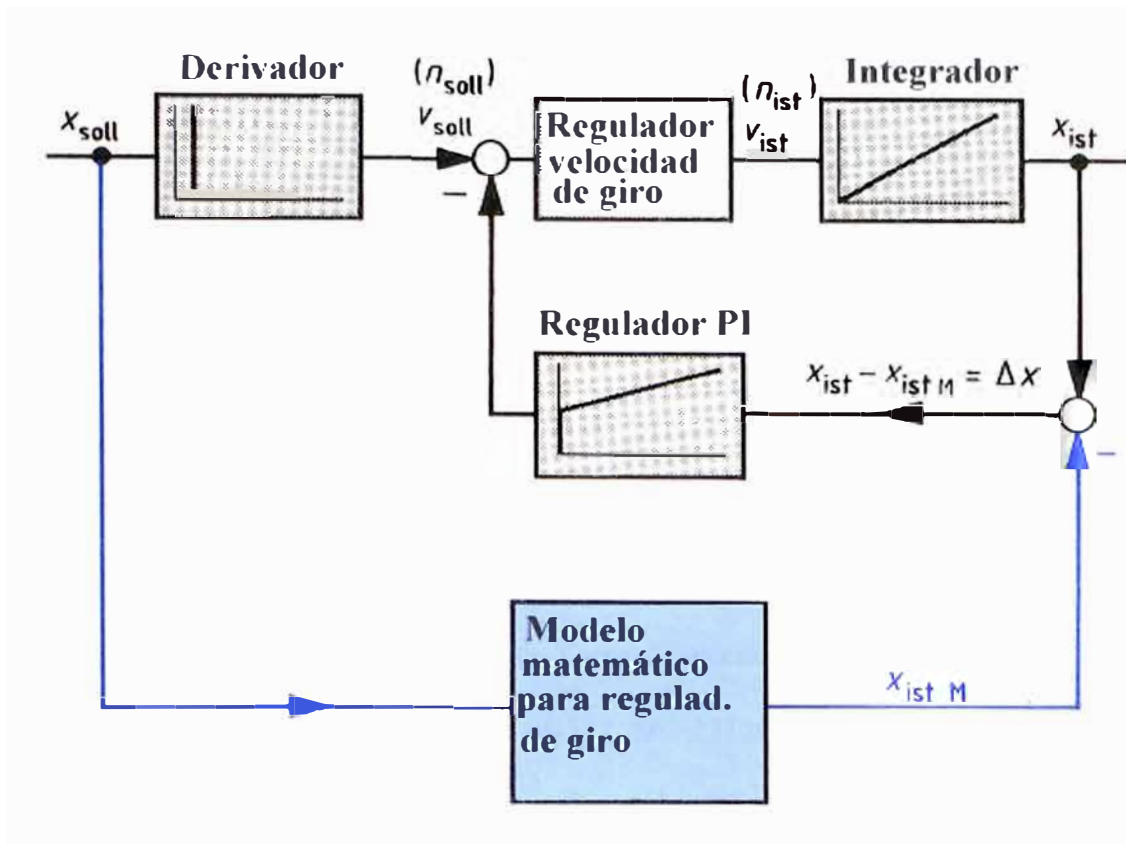 Derivador
(n_soll)
v_soll
(n_ist)
v_ist
Integrador
x_soll
x_ist
Regulador
velocidad
de giro
–
Regulador PI
x_ist – x_ist M = Δx
–
Modelo
matemático
para regulad.
de giro
x_ist M